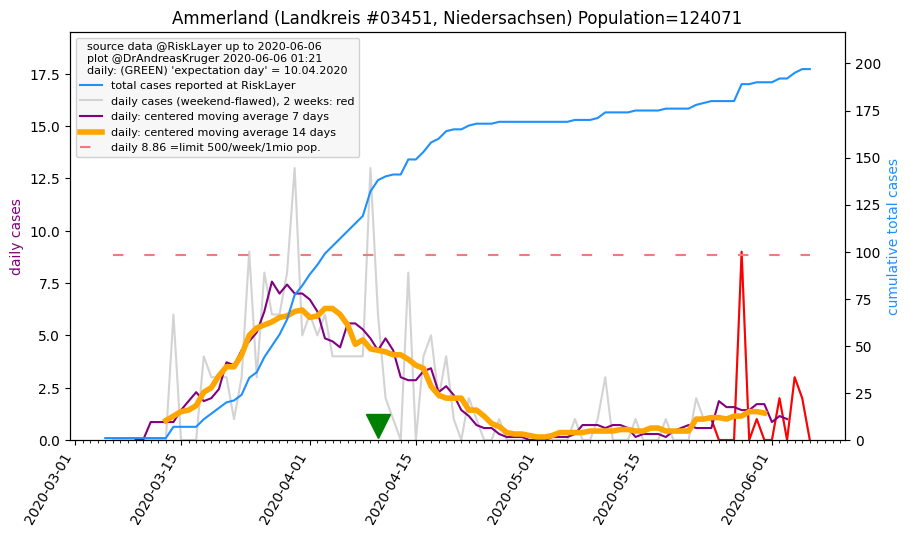 Ammerland (Landkreis #03451, Niedersachsen) Population=124071
source data @RiskLayer up to 2020-06-06
plot @DrAndreasKruger 2020-06-06 01:21
daily: (GREEN) 'expectation day' = 10.04.2020
total cases reported at RiskLayer
daily cases (weekend-flawed), 2 weeks: red
daily: centered moving average 7 days
daily: centered moving average 14 days
daily 8.86 =limit 500/week/1mio pop.
daily cases
17.5
15.0
12.5
10.0
7.5
5.0
2.5
0.0
200
175
150
125
100
75
50
25
0
cumulative total cases
2020-03-01
2020-03-15
2020-04-01
2020-04-15
2020-05-01
2020-05-15
2020-06-01